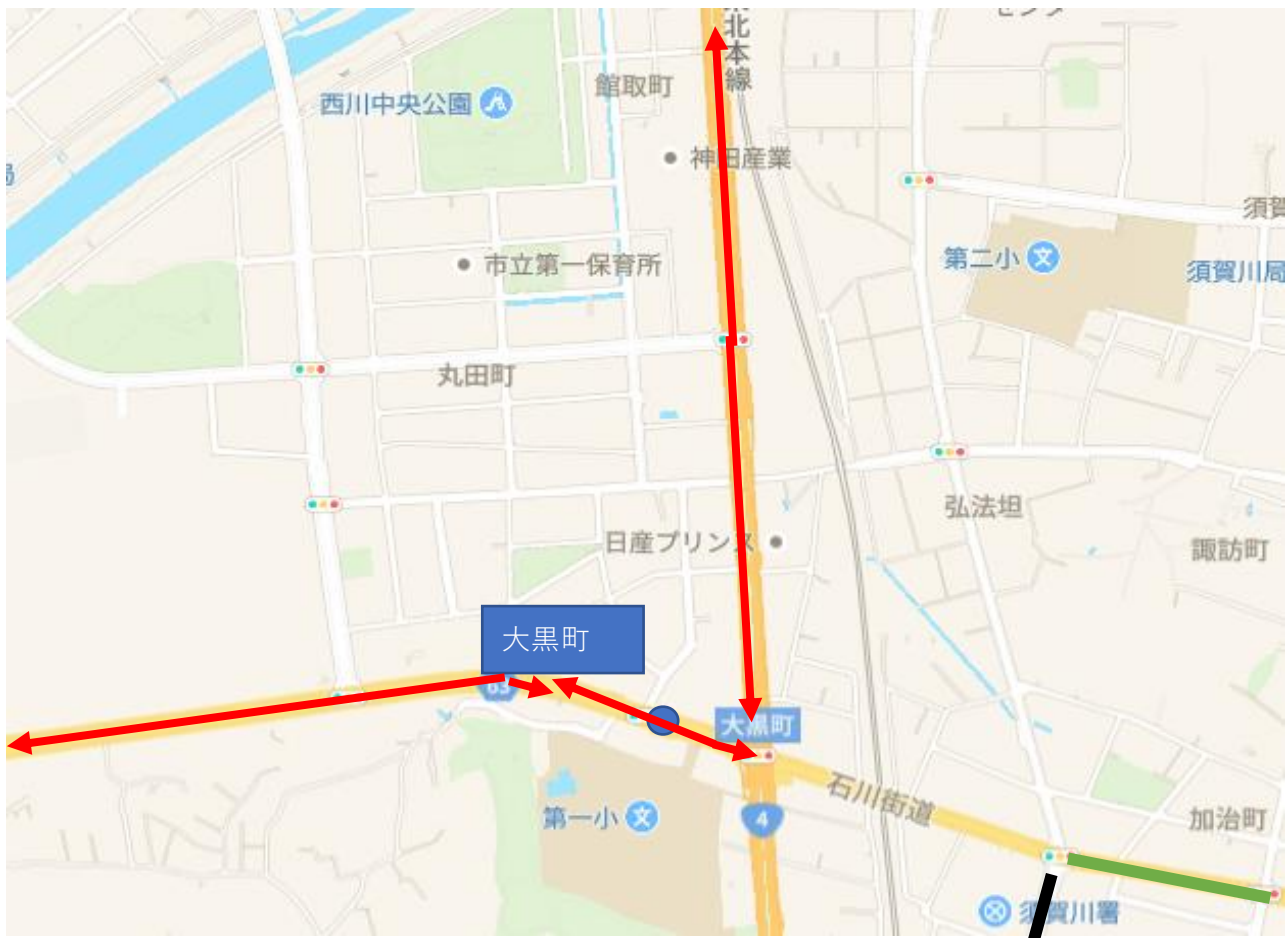 北本線
館取町
西川中央公園
神田産業
須賀
第二小 文
市立第一保育所
須賀川局
丸田町
弘法坦
日産プリンス
諏訪町
大黒町
63
大黒町
石川街道
第一小 文
4
加治町
須賀川署